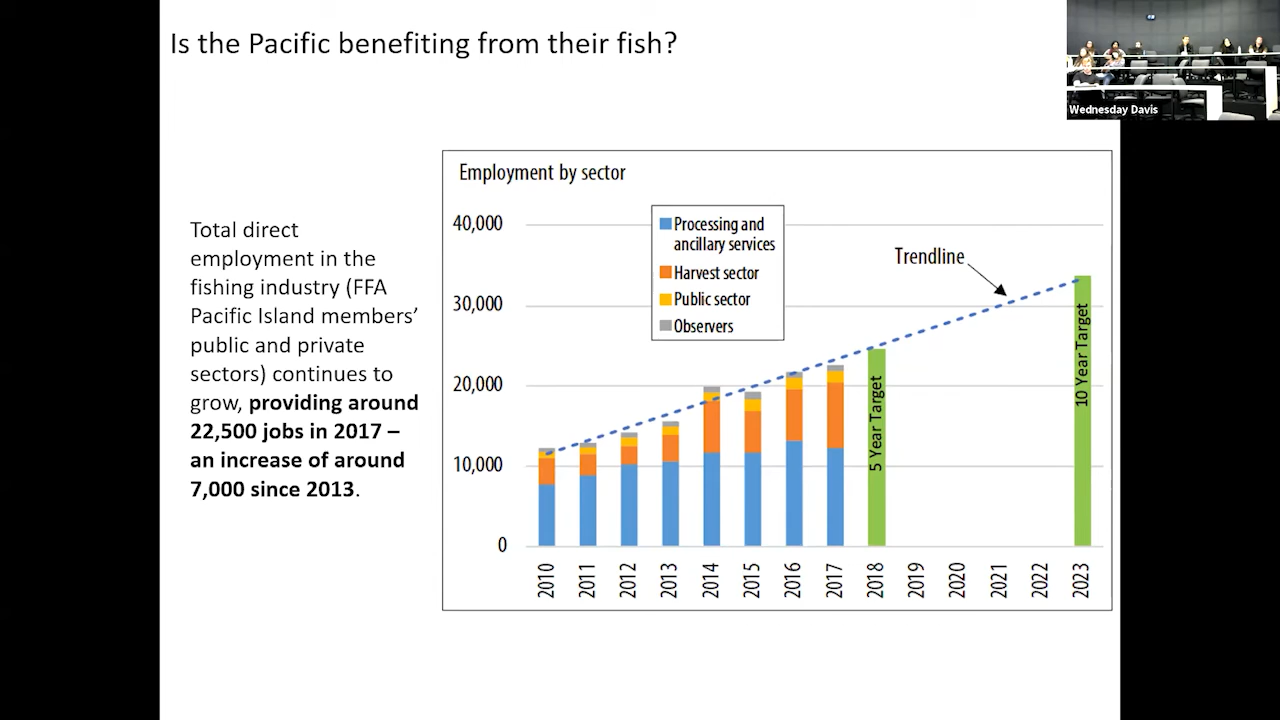 Is the Pacific benefiting from their fish?
Wednesday Davis
Total direct
employment in the
fishing industry (FFA
Pacific Island members’
public and private
sectors) continues to
grow, providing around
22,500 jobs in 2017 –
an increase of around
7,000 since 2013.
Employment by sector
40,000
30,000
20,000
10,000
0
Processing and
ancillary services
Harvest sector
Public sector
Observers
Trendline
5 Year Target
10 Year Target
2010
2011
2012
2013
2014
2015
2016
2017
2018
2019
2020
2021
2022
2023